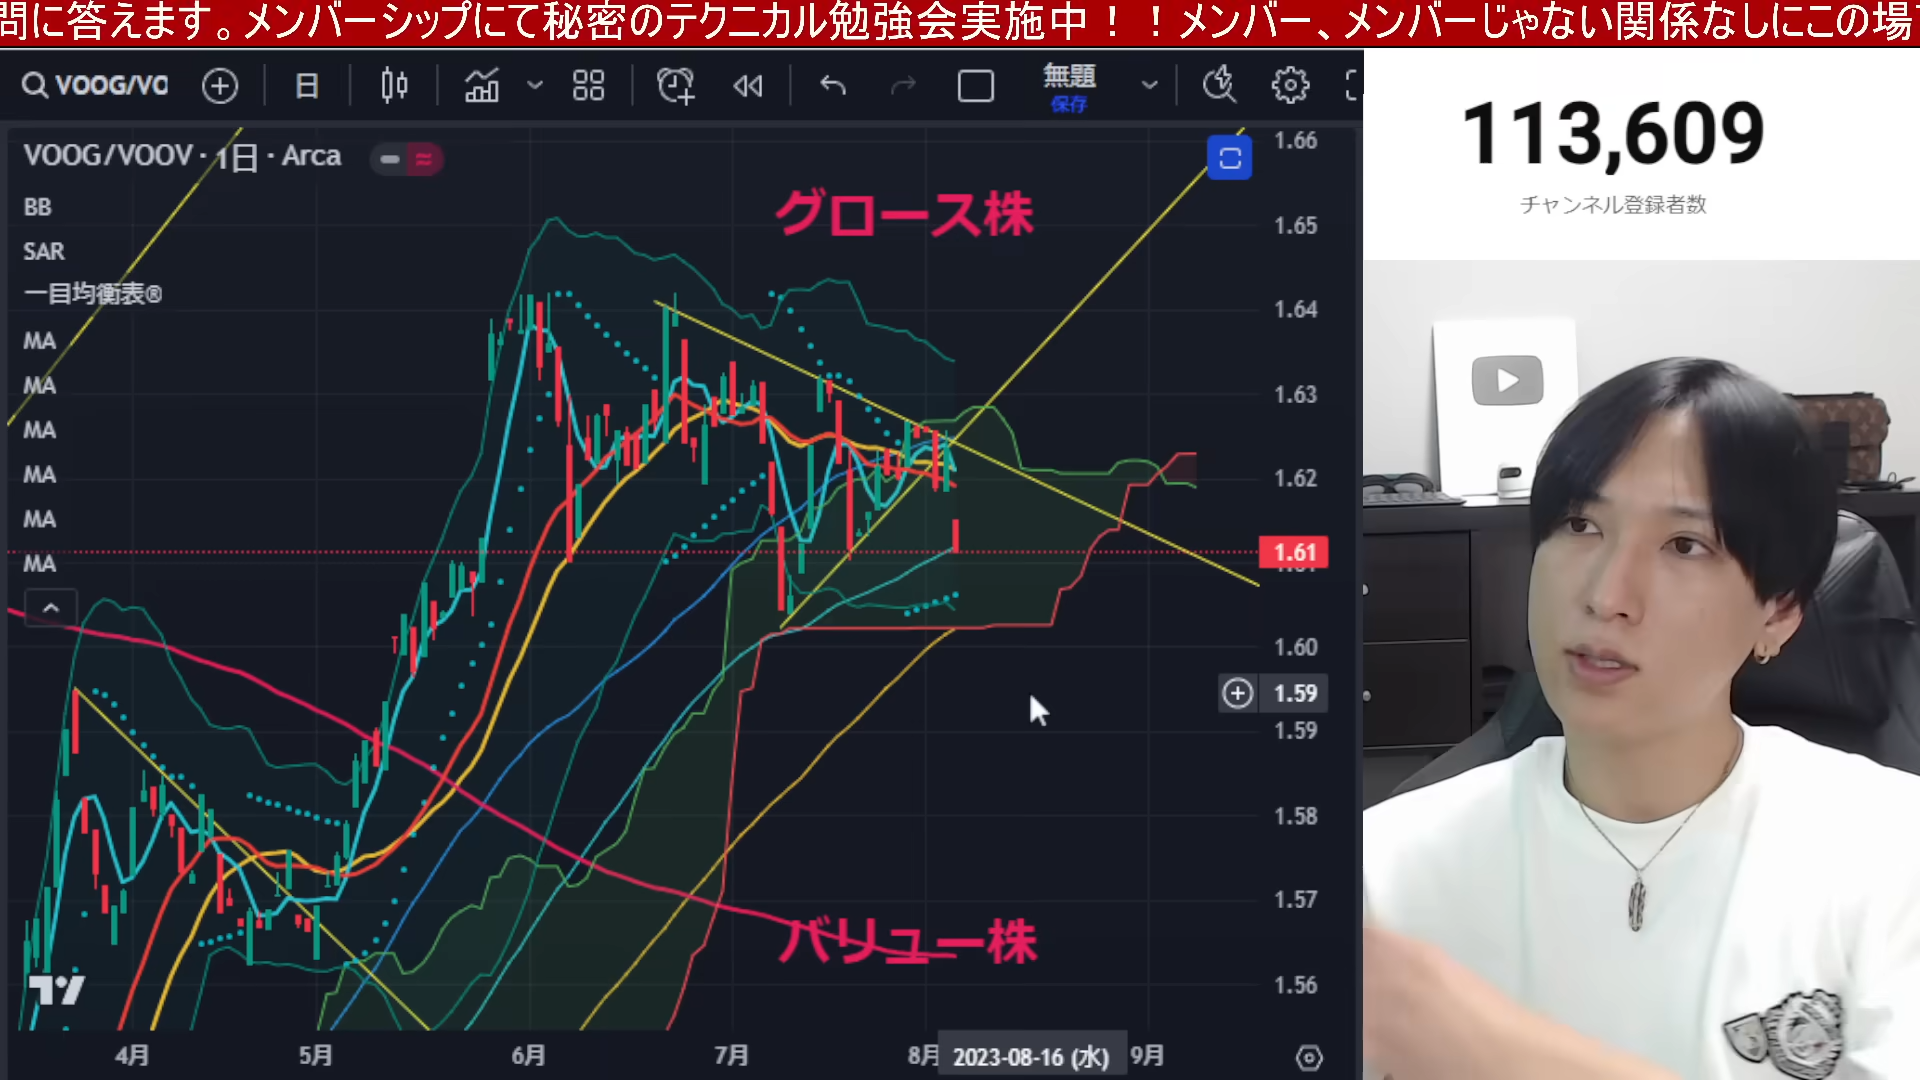 問に答えます。メンバーシップにて秘密のテクニカル勉強会実施中！！メンバー、メンバーじゃない関係なしにこの場
VOOG/VO
日
無題
保存
113,609
チャンネル登録者数
VOOG/VOOV · 1日 · Arca
BB
SAR
一目均衡表®
MA
MA
MA
MA
MA
MA
グロース株
バリュー株
1.66
1.65
1.64
1.63
1.62
1.61
1.60
1.59
1.59
1.58
1.57
1.56
4月
5月
6月
7月
8月
2023-08-16 (水)
9月